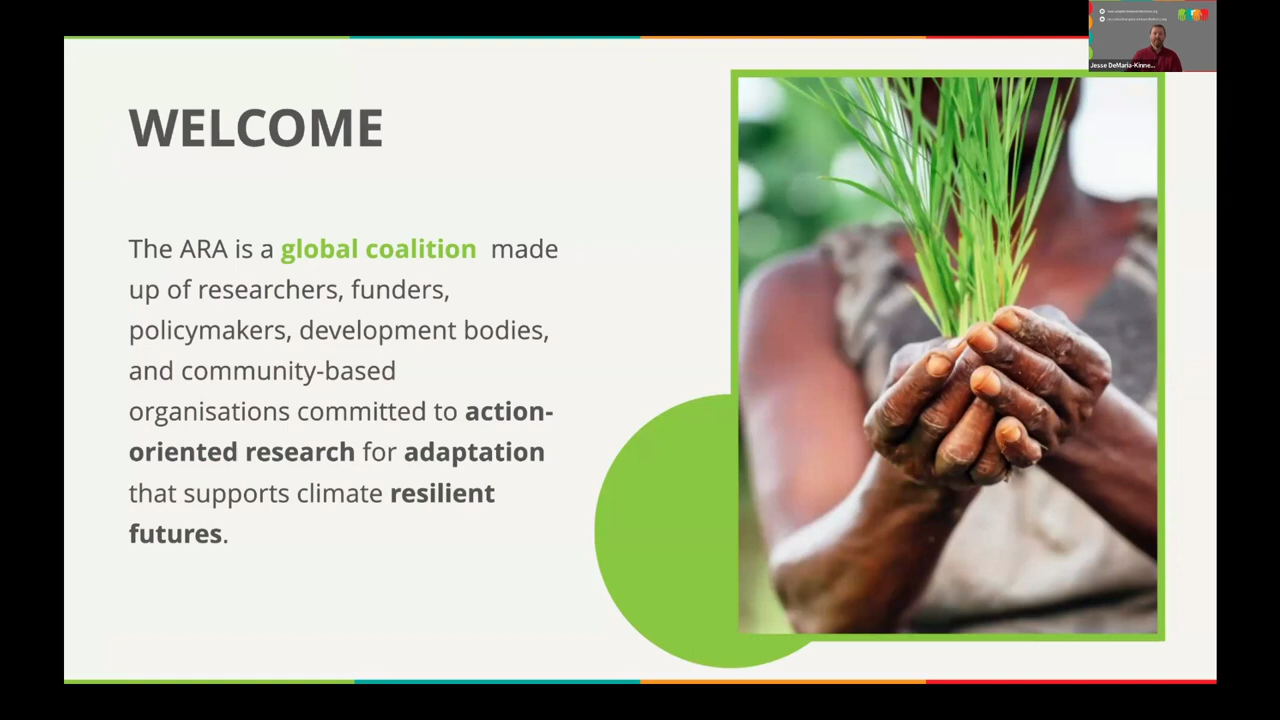 WELCOME
The ARA is a global coalition made
up of researchers, funders,
policymakers, development bodies,
and community-based
organisations committed to action-
oriented research for adaptation
that supports climate resilient
futures.
Jesse DeMaria-Kinne...